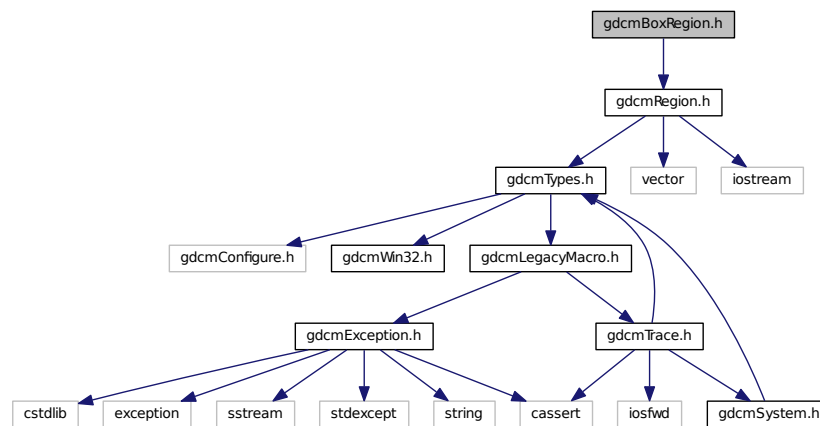 gdcmBoxRegion.h
gdcmRegion.h
gdcmTypes.h
vector
iostream
gdcmConfigure.h
gdcmWin32.h
gdcmLegacyMacro.h
gdcmException.h
gdcmTrace.h
cstdlib
exception
sstream
stdexcept
string
cassert
iosfwd
gdcmSystem.h